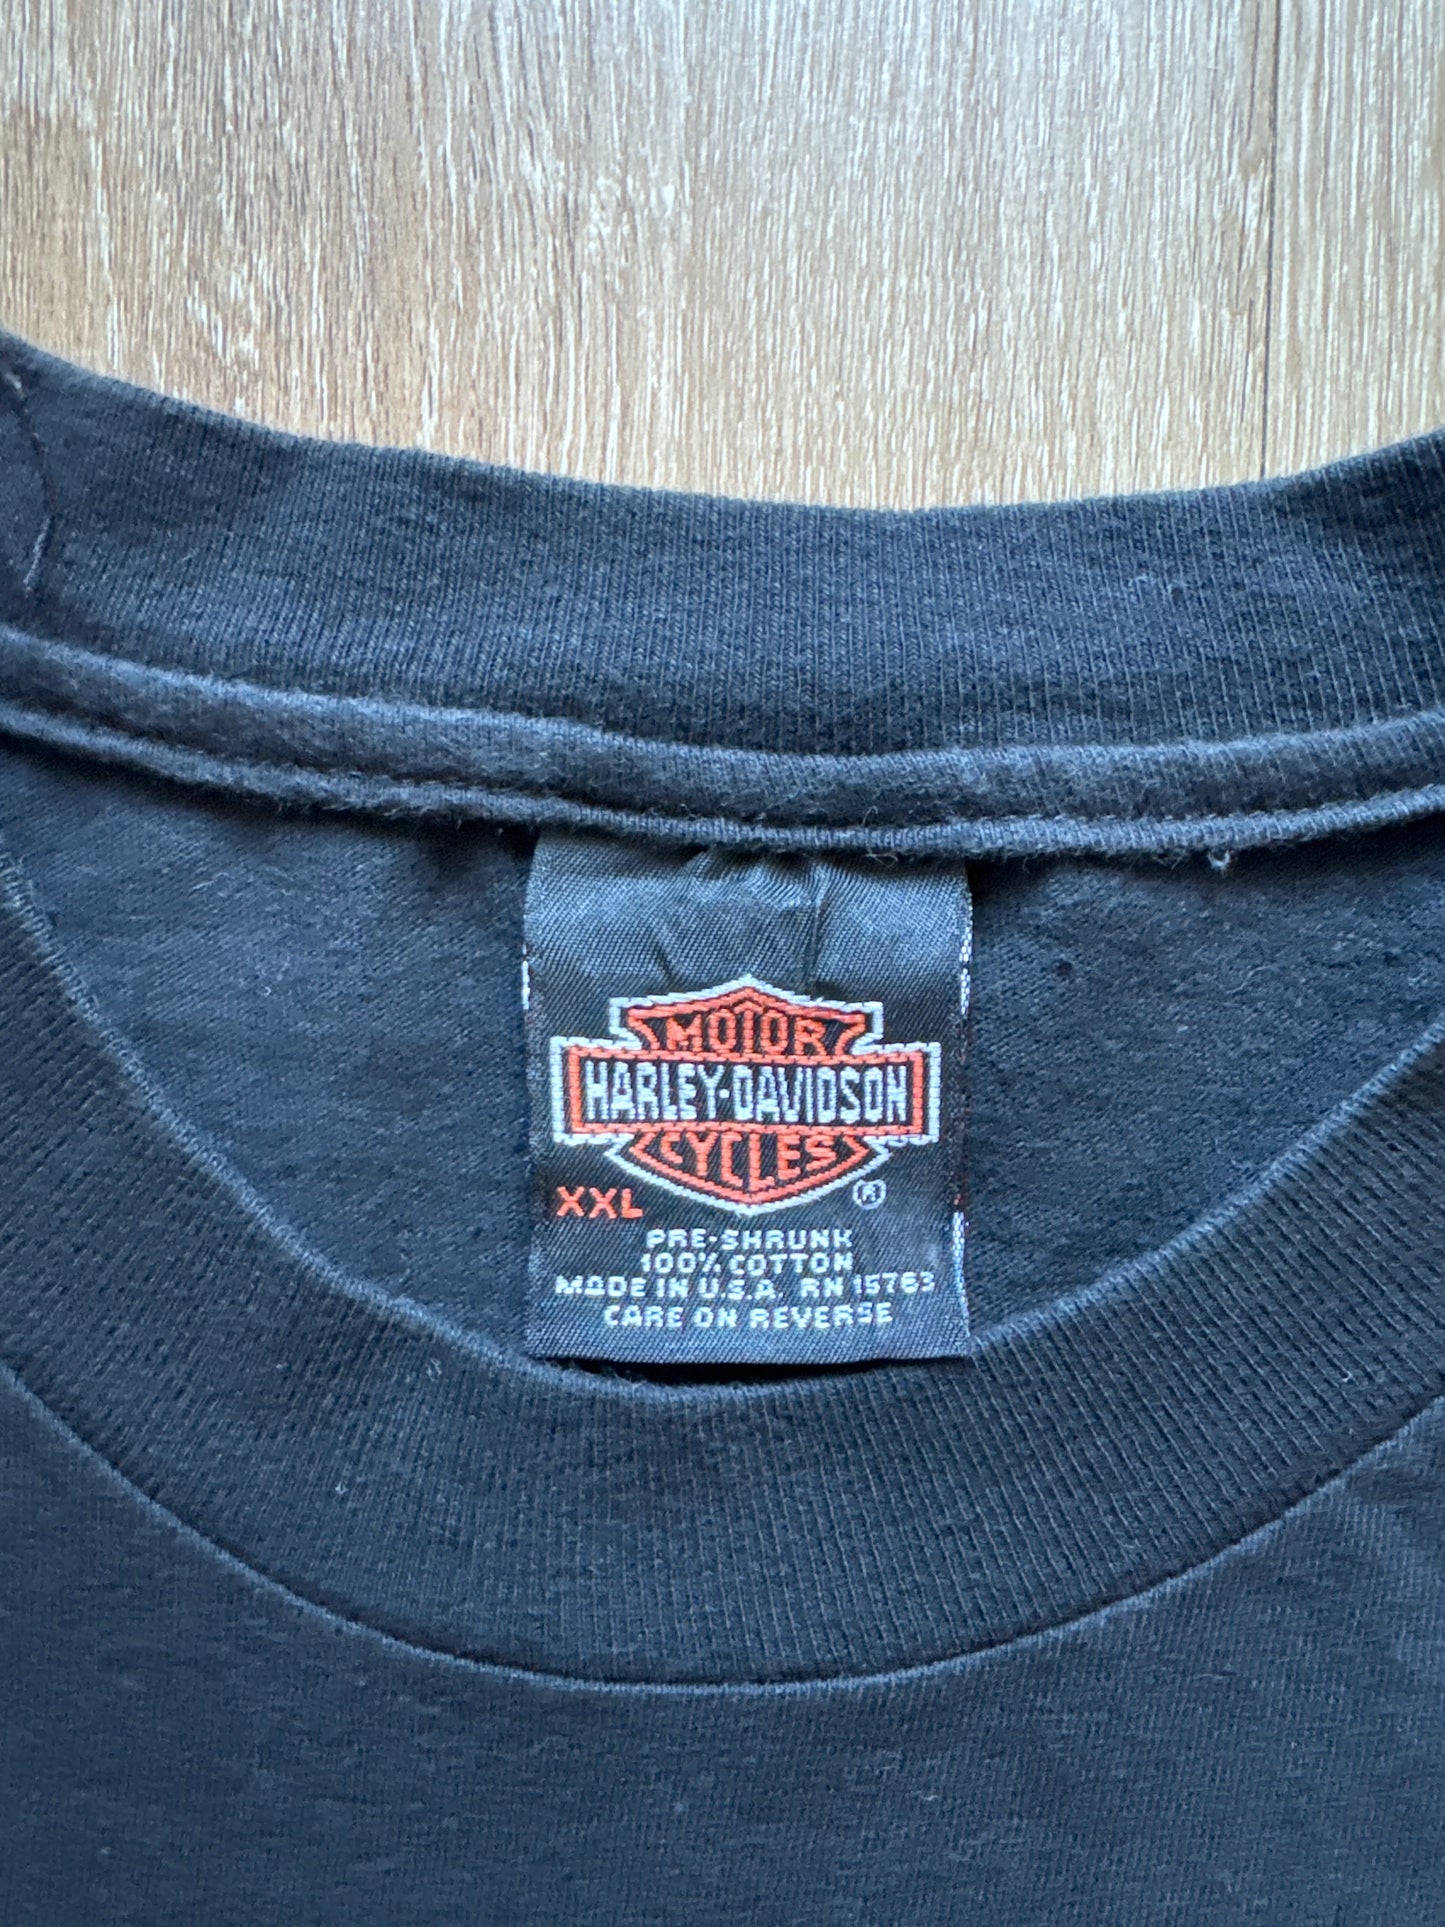 MOTOR
HARLEY-DAVIDSON
CYCLES
XXL ®
PRE-SHRUNK
100% COTTON
MADE IN U.S.A. RN 15763
CARE ON REVERSE